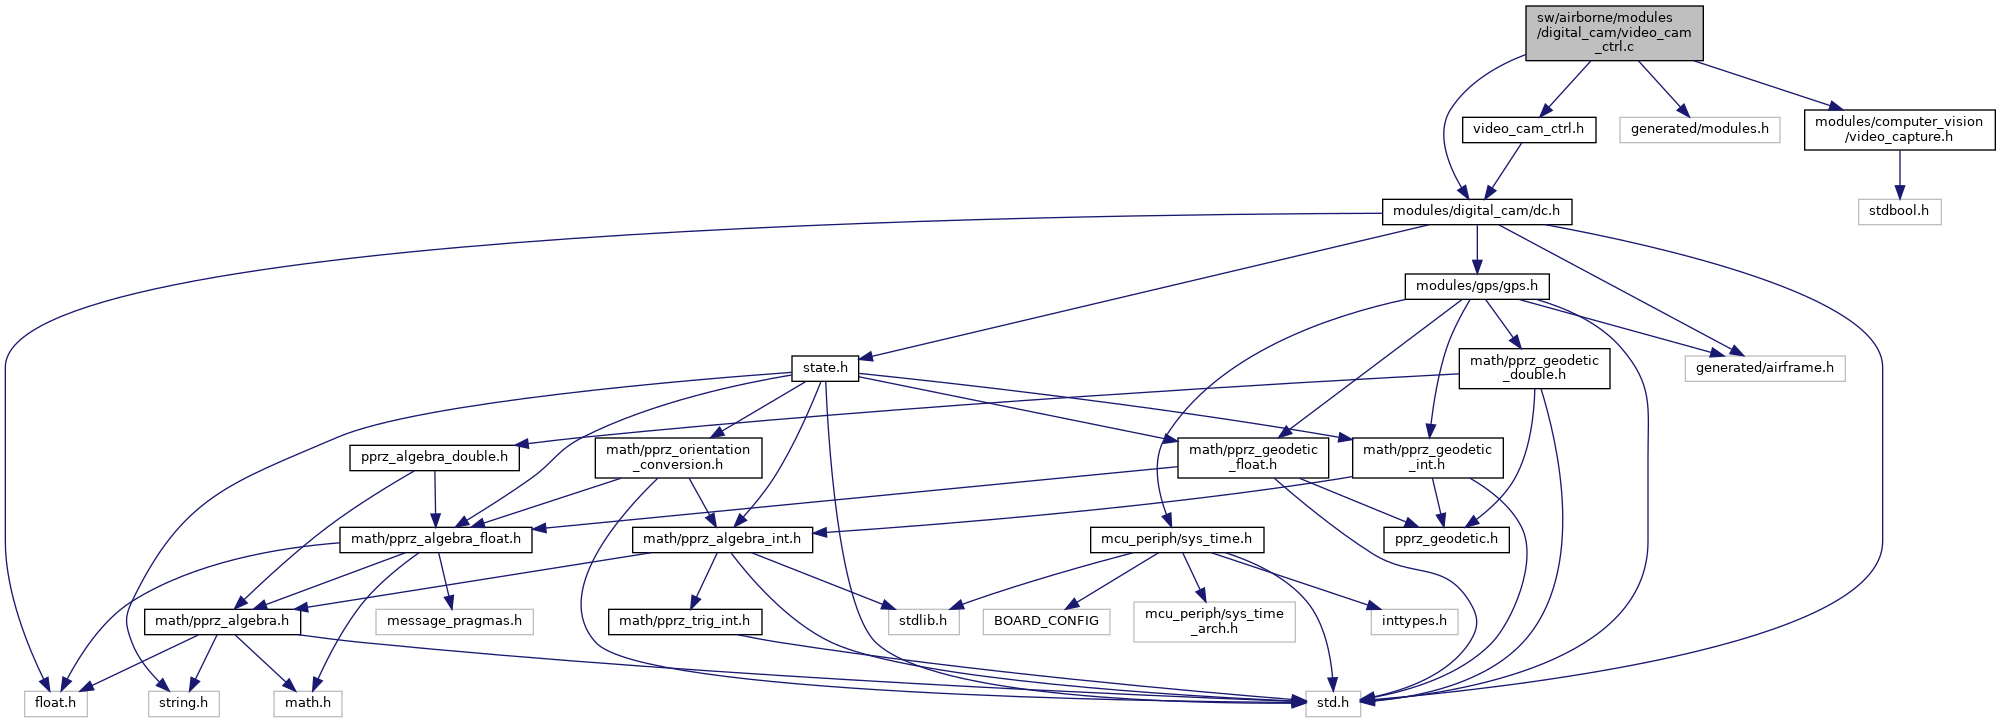 sw/airborne/modules
/digital_cam/video_cam
_ctrl.c
video_cam_ctrl.h
generated/modules.h
modules/computer_vision
/video_capture.h
modules/digital_cam/dc.h
stdbool.h
modules/gps/gps.h
state.h
math/pprz_geodetic
_double.h
generated/airframe.h
pprz_algebra_double.h
math/pprz_orientation
_conversion.h
math/pprz_geodetic
_float.h
math/pprz_geodetic
_int.h
math/pprz_algebra_float.h
math/pprz_algebra_int.h
mcu_periph/sys_time.h
pprz_geodetic.h
math/pprz_algebra.h
message_pragmas.h
math/pprz_trig_int.h
stdlib.h
BOARD_CONFIG
mcu_periph/sys_time
_arch.h
inttypes.h
float.h
string.h
math.h
std.h